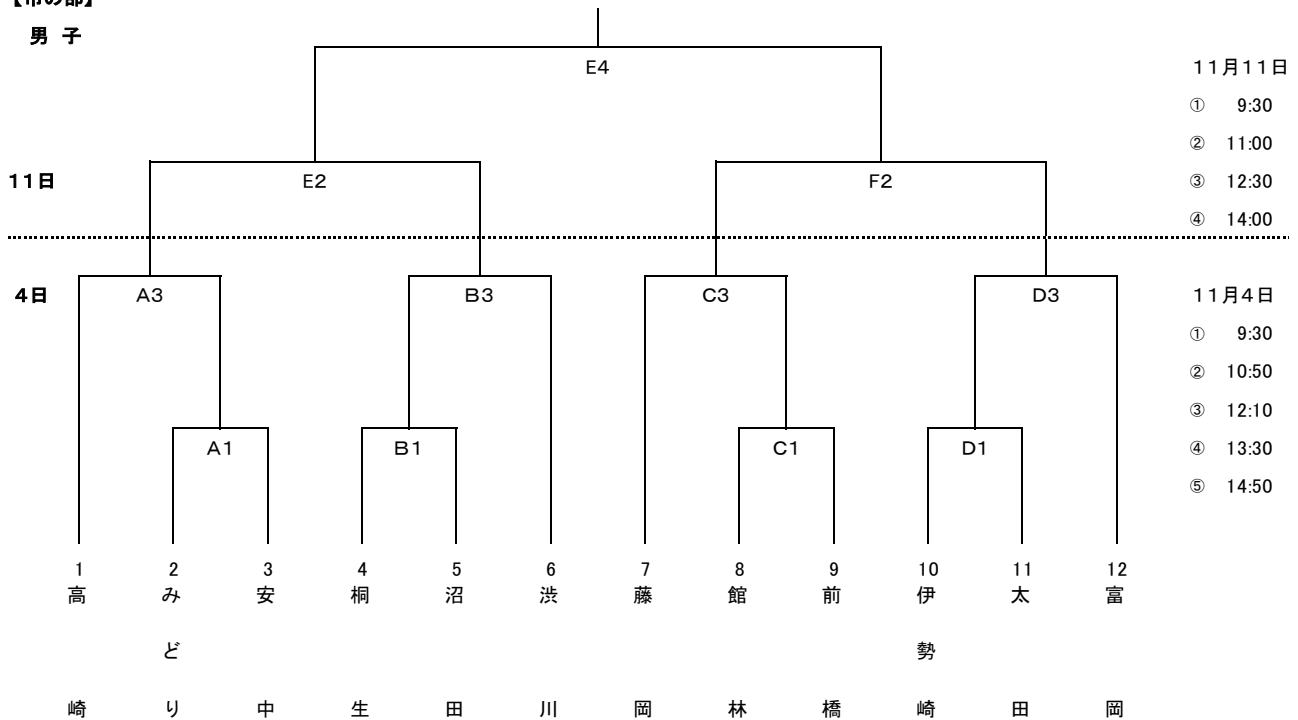 【市の部】
男 子
E4
11月11日
① 9:30
② 11:00
11日 E2 F2 ③ 12:30
④ 14:00
4日 A3 B3 C3 D3 11月4日
① 9:30
② 10:50
③ 12:10
A1 B1 C1 D1 ④ 13:30
⑤ 14:50
1 2 3 4 5 6 7 8 9 10 11 12
高崎
みどり
安中
桐生
沼田
渋川
藤岡
館林
前橋
伊勢崎
太田
富岡